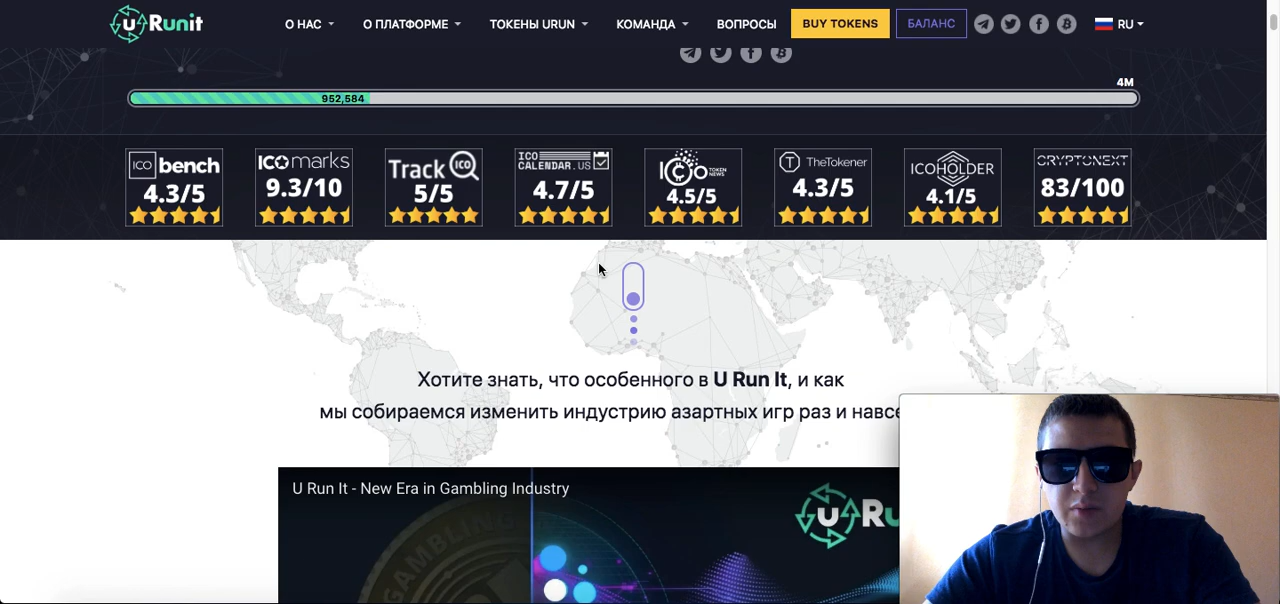 uRunit
О НАС
О ПЛАТФОРМЕ
ТОКЕНЫ URUN
КОМАНДА
ВОПРОСЫ
BUY TOKENS
БАЛАНС
RU
4M
952,584
ICO bench
4.3/5
ICOmarks
9.3/10
Track ICO
5/5
ICO CALENDAR.US
4.7/5
ICO TOKEN NEWS
4.5/5
TheTokener
4.3/5
ICOHOLDER
4.1/5
CRYPTONEXT
83/100
Хотите знать, что особенного в U Run It, и как
мы собираемся изменить индустрию азартных игр раз и навсе
U Run It - New Era in Gambling Industry
uRu
GAMBLING